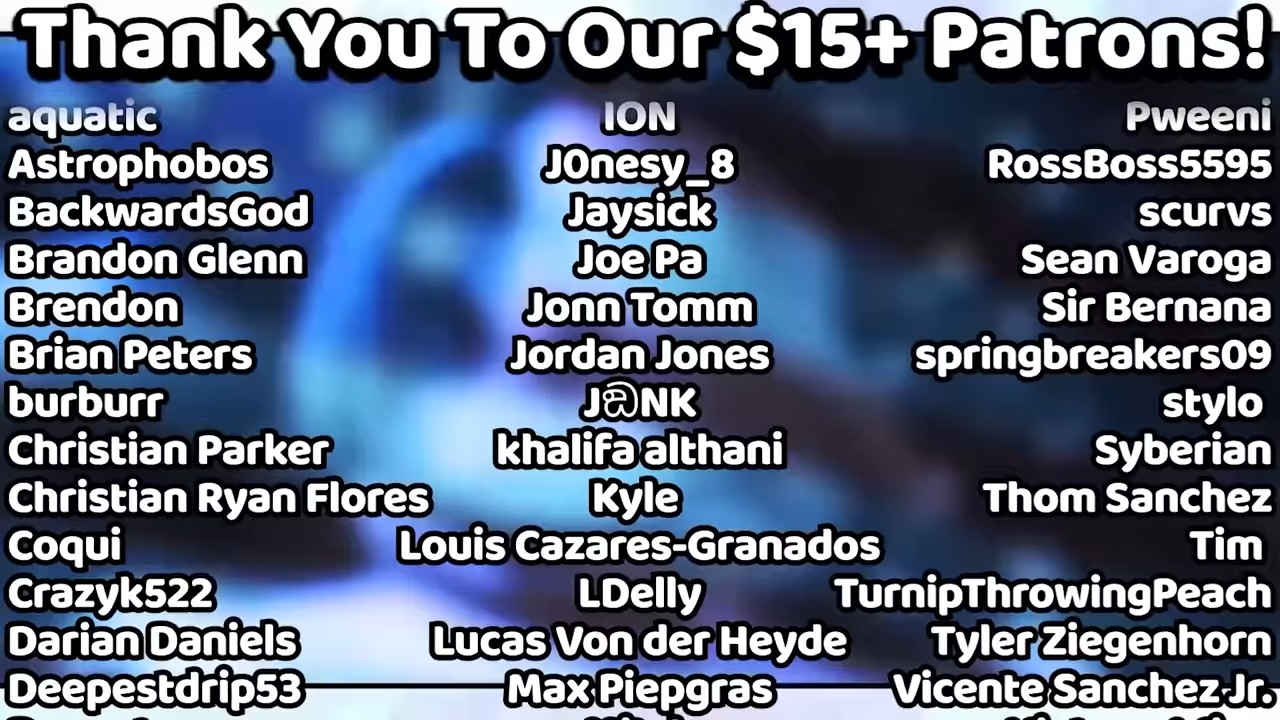 Thank You To Our $15+ Patrons!
aquatic
Astrophobos
BackwardsGod
Brandon Glenn
Brendon
Brian Peters
burburr
Christian Parker
Christian Ryan Flores
Coqui
Crazyk522
Darian Daniels
Deepestdrip53
ION
J0nesy_8
Jaysick
Joe Pa
Jonn Tomm
Jordan Jones
JඞNK
khalifa althani
Kyle
Louis Cazares-Granados
LDelly
Lucas Von der Heyde
Max Piepgras
Pweeni
RossBoss5595
scurvs
Sean Varoga
Sir Bernana
springbreakers09
stylo
Syberian
Thom Sanchez
Tim
TurnipThrowingPeach
Tyler Ziegenhorn
Vicente Sanchez Jr.